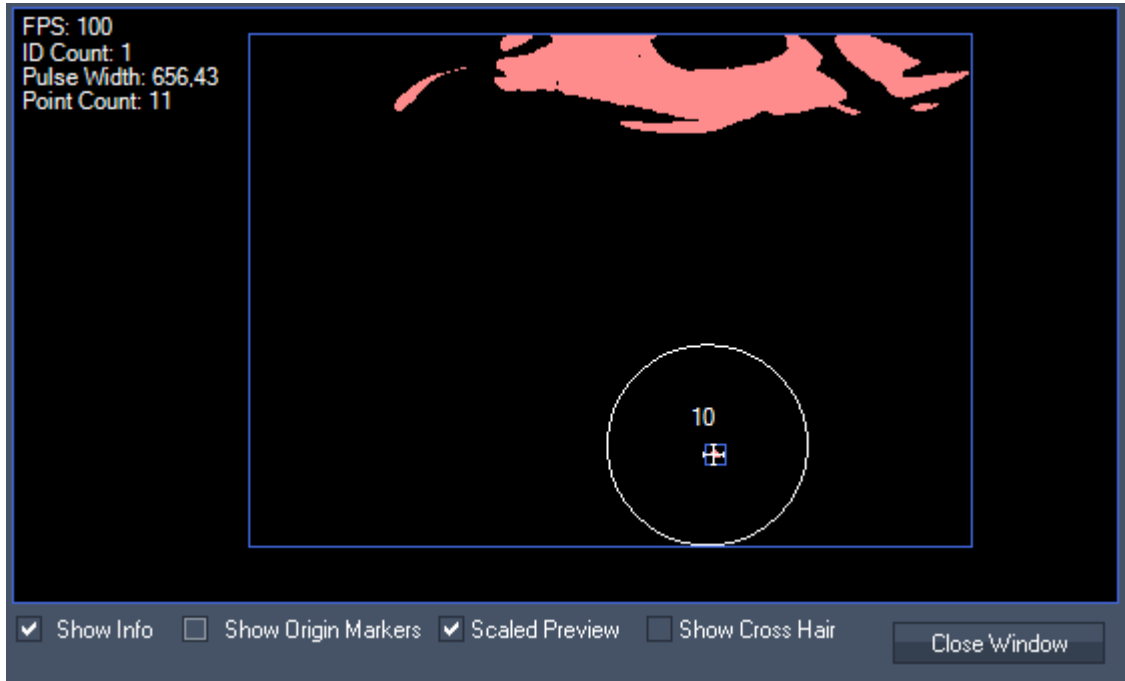 FPS: 100
ID Count: 1
Pulse Width: 656,43
Point Count: 11
10
Show Info Show Origin Markers Scaled Preview Show Cross Hair Close Window